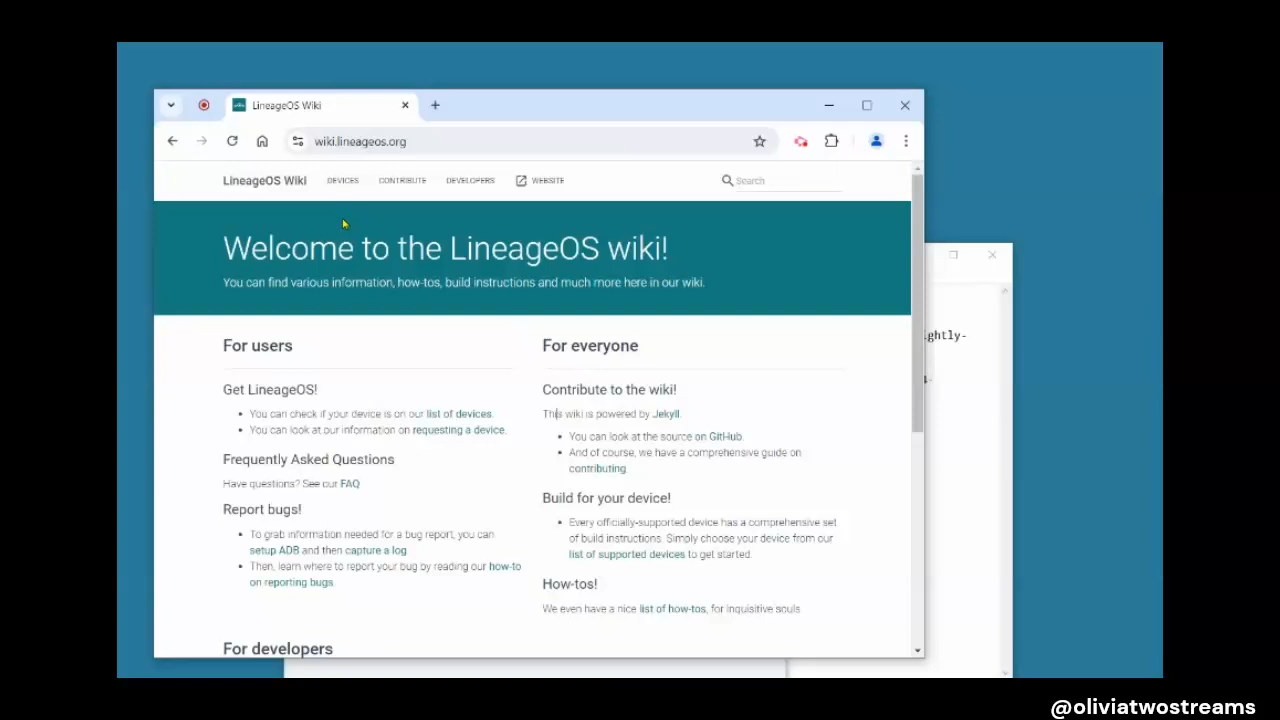 LineageOS Wiki
wiki.lineageos.org
LineageOS Wiki DEVICES CONTRIBUTE DEVELOPERS WEBSITE Search
Welcome to the LineageOS wiki!
You can find various information, how-tos, build instructions and much more here in our wiki.
For users
Get LineageOS!
You can check if your device is on our list of devices.
You can look at our information on requesting a device.
Frequently Asked Questions
Have questions? See our FAQ
Report bugs!
To grab information needed for a bug report, you can
setup ADB and then capture a log
Then, learn where to report your bug by reading our how-to
on reporting bugs
For developers
For everyone
Contribute to the wiki!
This wiki is powered by Jekyll.
You can look at the source on GitHub.
And of course, we have a comprehensive guide on
contributing
Build for your device!
Every officially-supported device has a comprehensive set
of build instructions. Simply choose your device from our
list of supported devices to get started.
How-tos!
We even have a nice list of how-tos, for inquisitive souls
@oliviatwostreams